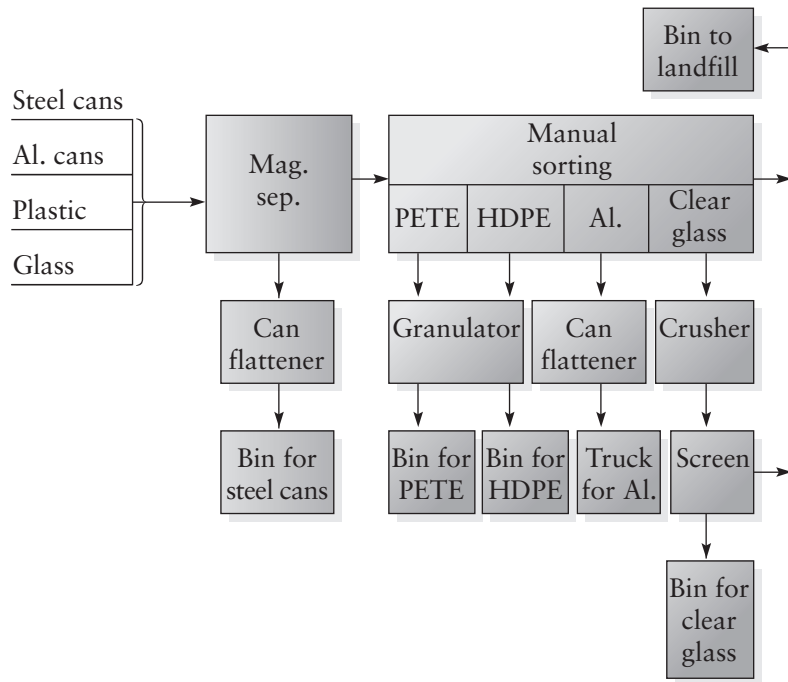 Bin to
landfill
Steel cans
Al. cans
Plastic
Glass
Mag.
sep.
Manual
sorting
PETE
HDPE
Al.
Clear
glass
Can
flattener
Granulator
Can
flattener
Crusher
Bin for
steel cans
Bin for
PETE
Bin for
HDPE
Truck
for Al.
Screen
Bin for
clear
glass